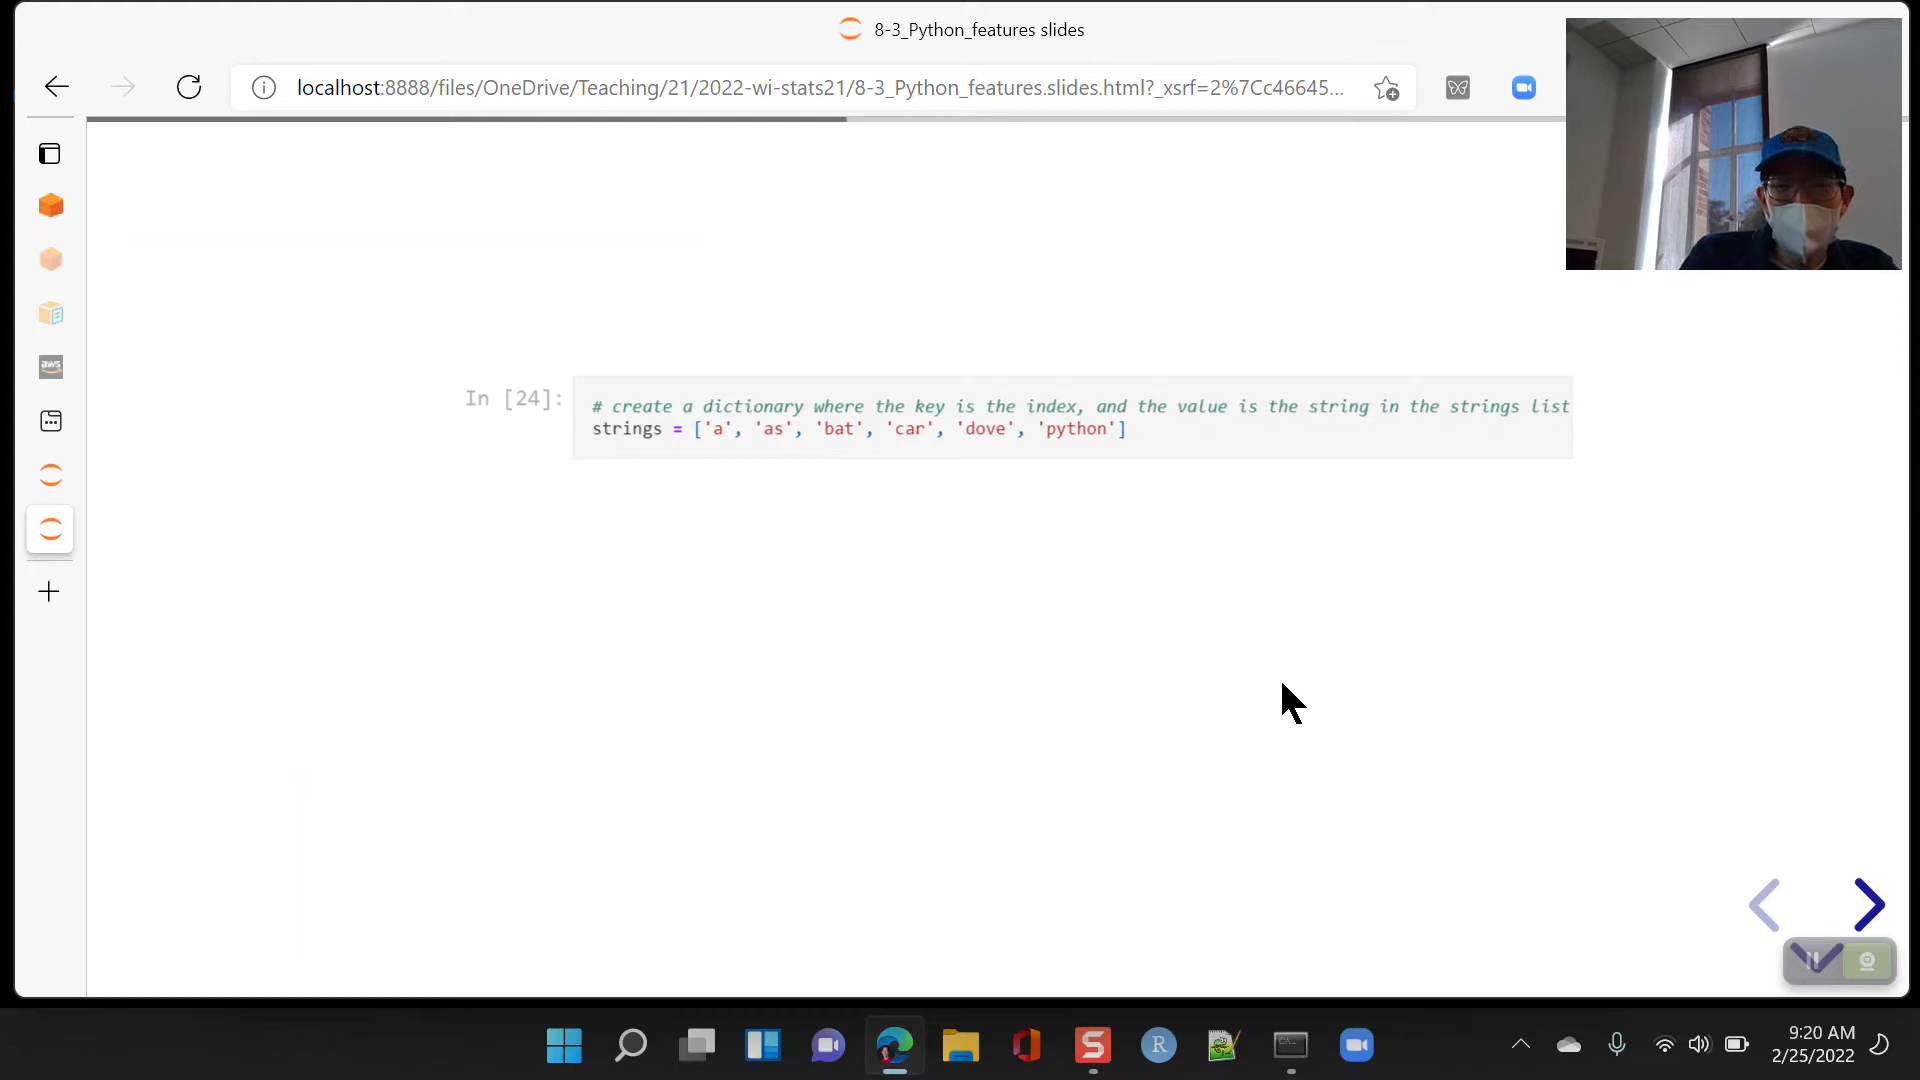 8-3_Python_features slides
localhost:8888/files/OneDrive/Teaching/21/2022-wi-stats21/8-3_Python_features.slides.html?_xsrf=2%7Cc46645...
aws
In [24]:
# create a dictionary where the key is the index, and the value is the string in the strings list
strings = ['a', 'as', 'bat', 'car', 'dove', 'python']
S
R
9:20 AM
2/25/2022